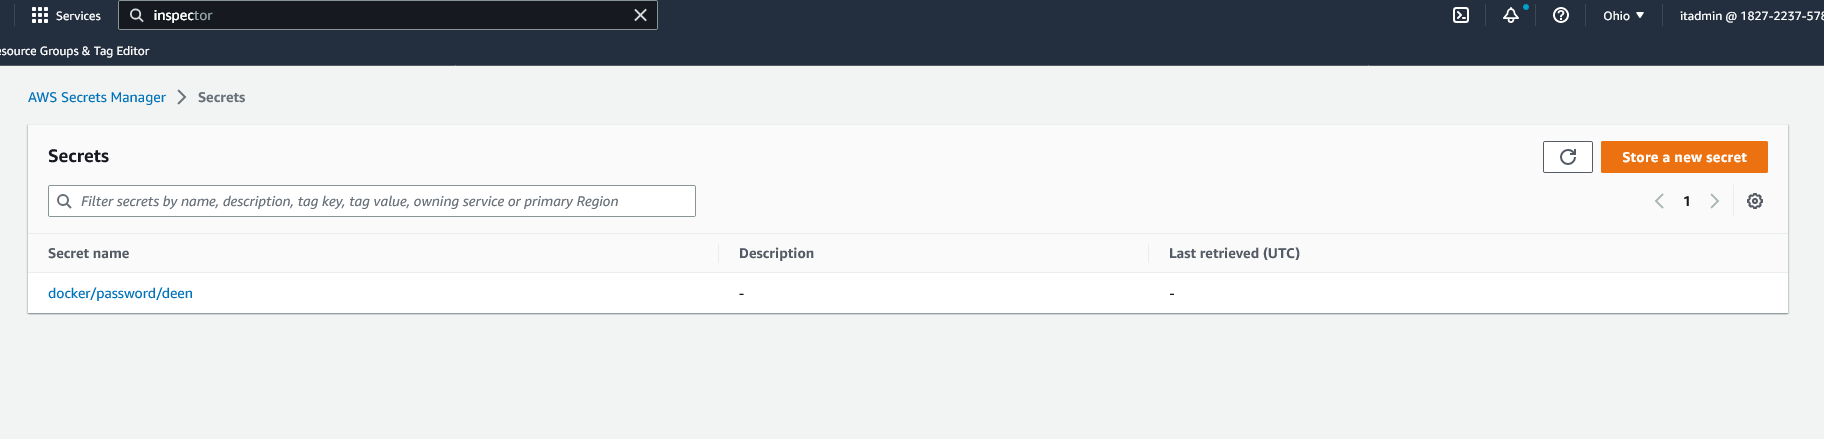 Services
inspector
Ohio
itadmin @ 1827-2237-578
esource Groups & Tag Editor
AWS Secrets Manager > Secrets
Secrets
Store a new secret
Filter secrets by name, description, tag key, tag value, owning service or primary Region
1
Secret name Description Last retrieved (UTC)
docker/password/deen - -